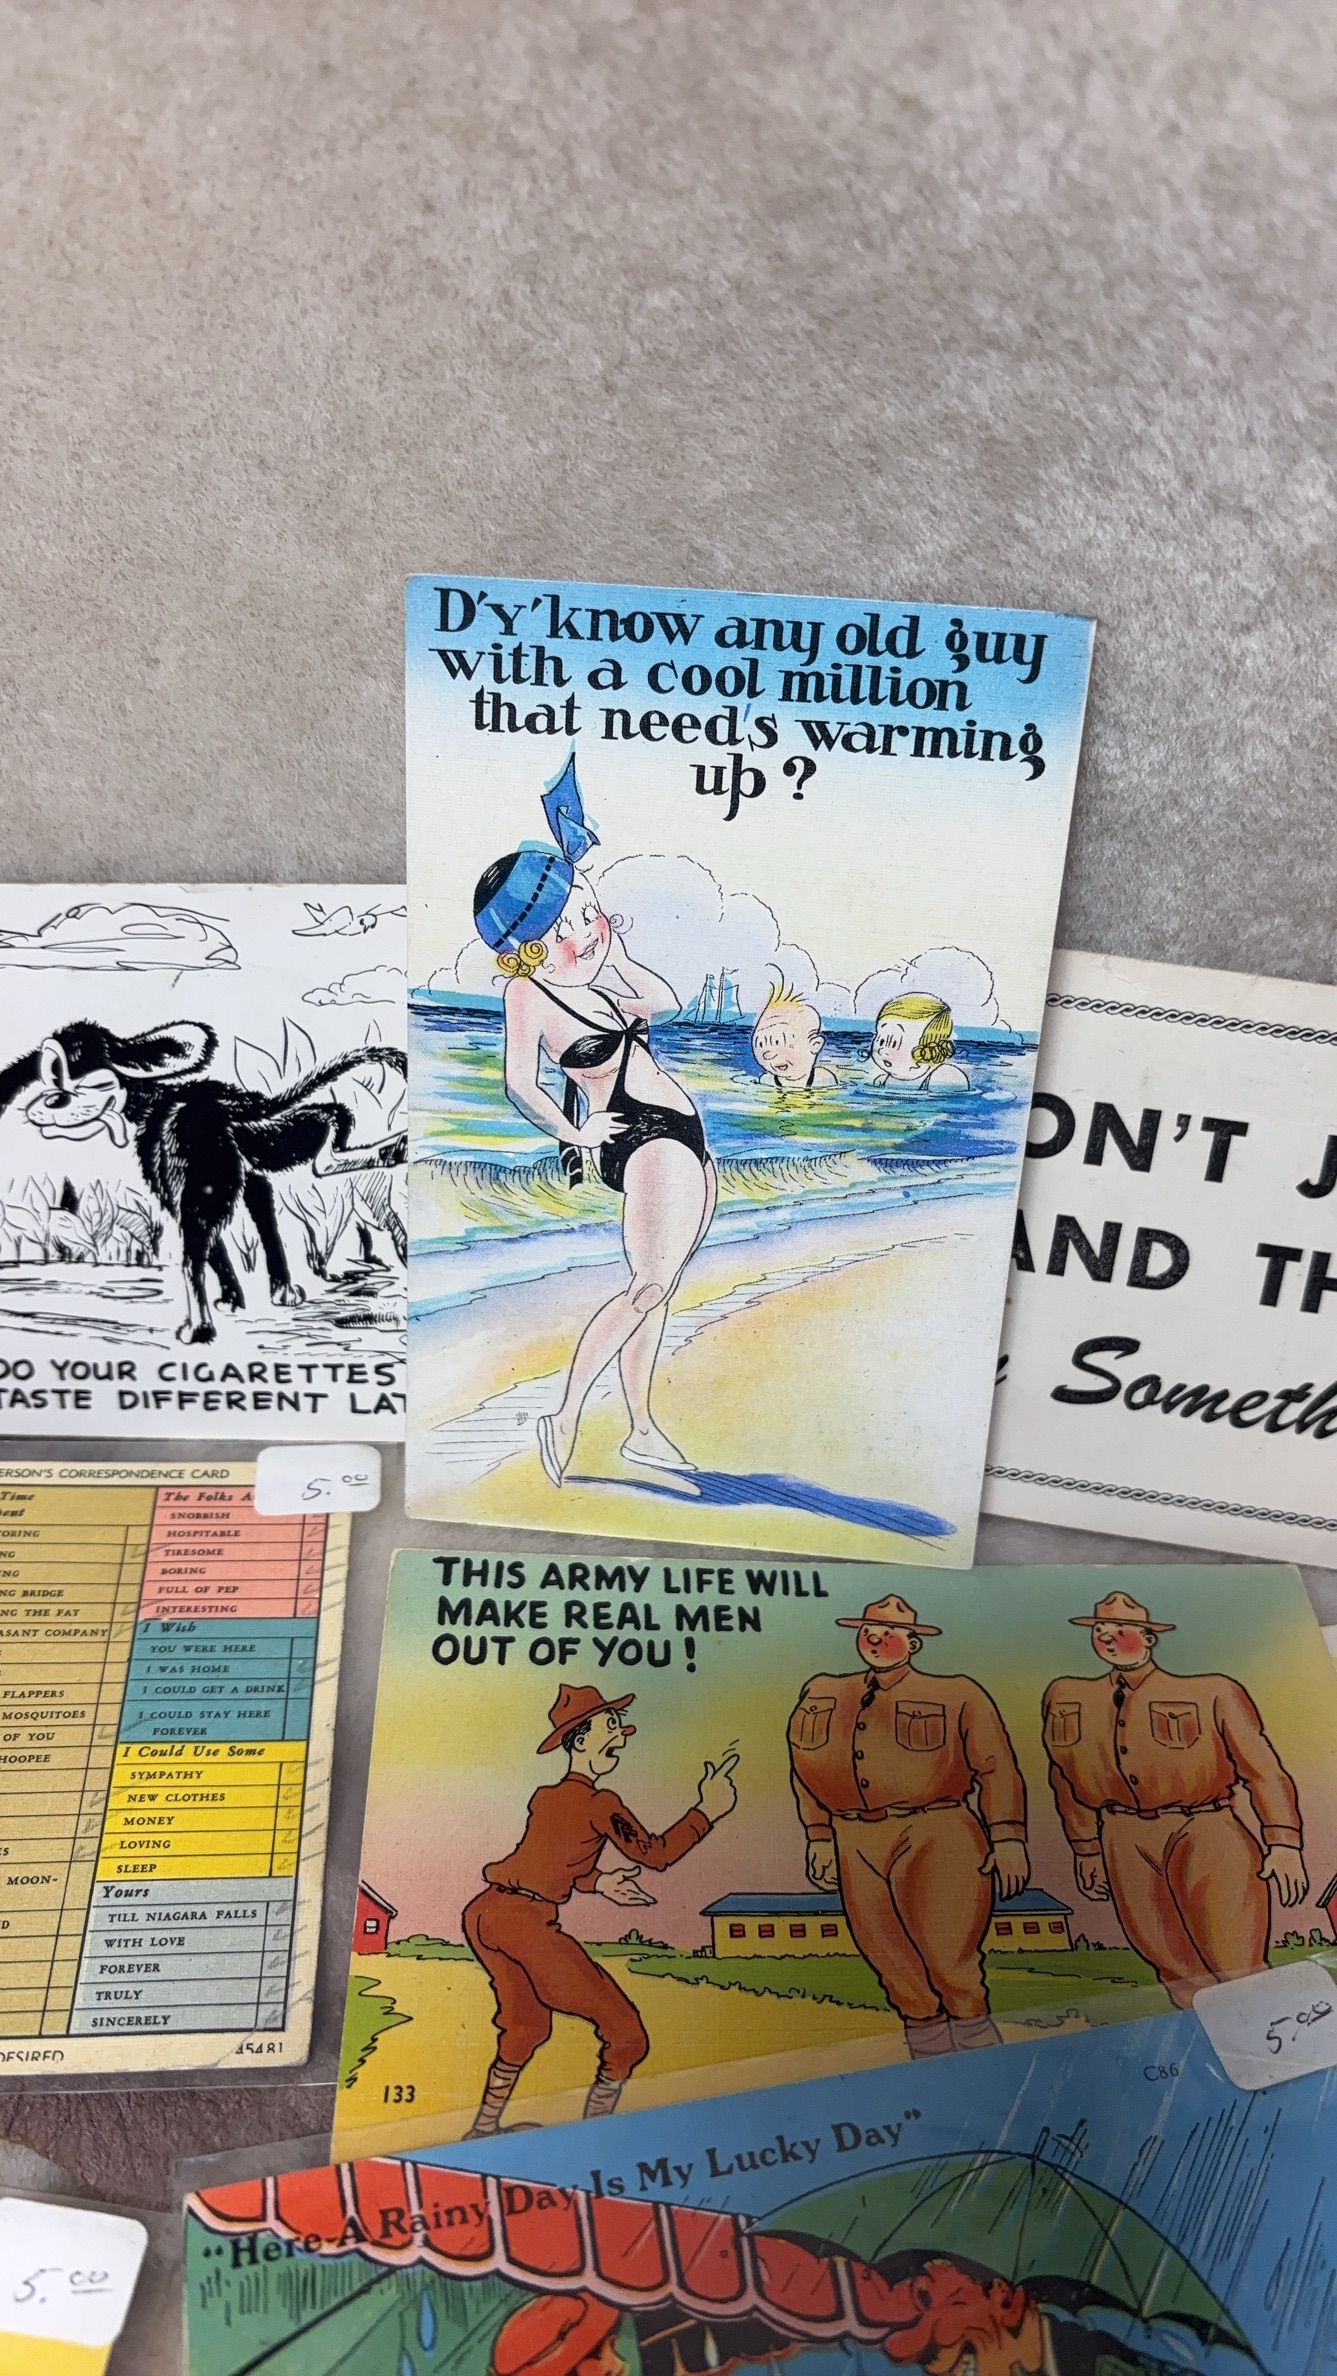 D'Y'know any old guy
with a cool million
that need's warming
up?
DO YOUR CIGARETTES
TASTE DIFFERENT
ON'T
AND
Someth
CORRESPONDENCE CARD
5.00
Time
The Folks
SNOBBISH
HOSPITABLE
TIRESOME
BORING
FULL OF PEP
INTERESTING
I Wish
YOU WERE HERE
I WAS HOME
I COULD GET A DRINK
I COULD STAY HERE
FOREVER
I Could Use Some
SYMPATHY
NEW CLOTHES
MONEY
LOVING
SLEEP
Yours
TILL NIAGARA FALLS
WITH LOVE
FOREVER
TRULY
SINCERELY
NG BRIDGE
NG THE FAT
ASANT COMPANY
FLAPPERS
MOSQUITOES
OF YOU
HOOPEE
MOON-
DESIRED
45481
THIS ARMY LIFE WILL
MAKE REAL MEN
OUT OF YOU!
133
C86
5.00
"Here-A Rainy Day Is My Lucky Day"
5.00